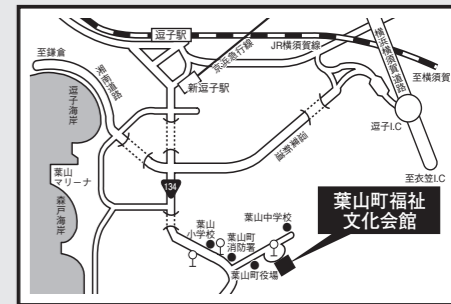 逗子駅
京浜急行線
JR横須賀線
横浜横須賀道路
至鎌倉
湘南道路
新逗子駅
至横須賀
逗子海岸
逗子I.C
逗葉新道
葉山
マリーナ
134
至衣笠I.C
森戸海岸
葉山町福祉
文化会館
葉山
小学校
葉山中学校
葉山町
消防署
葉山町役場